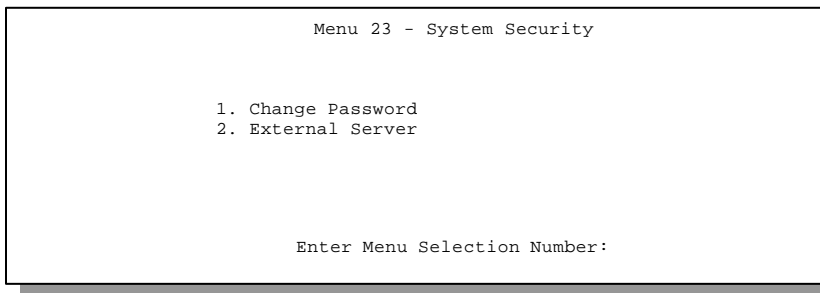 Menu 23 - System Security
1. Change Password
2. External Server
Enter Menu Selection Number: